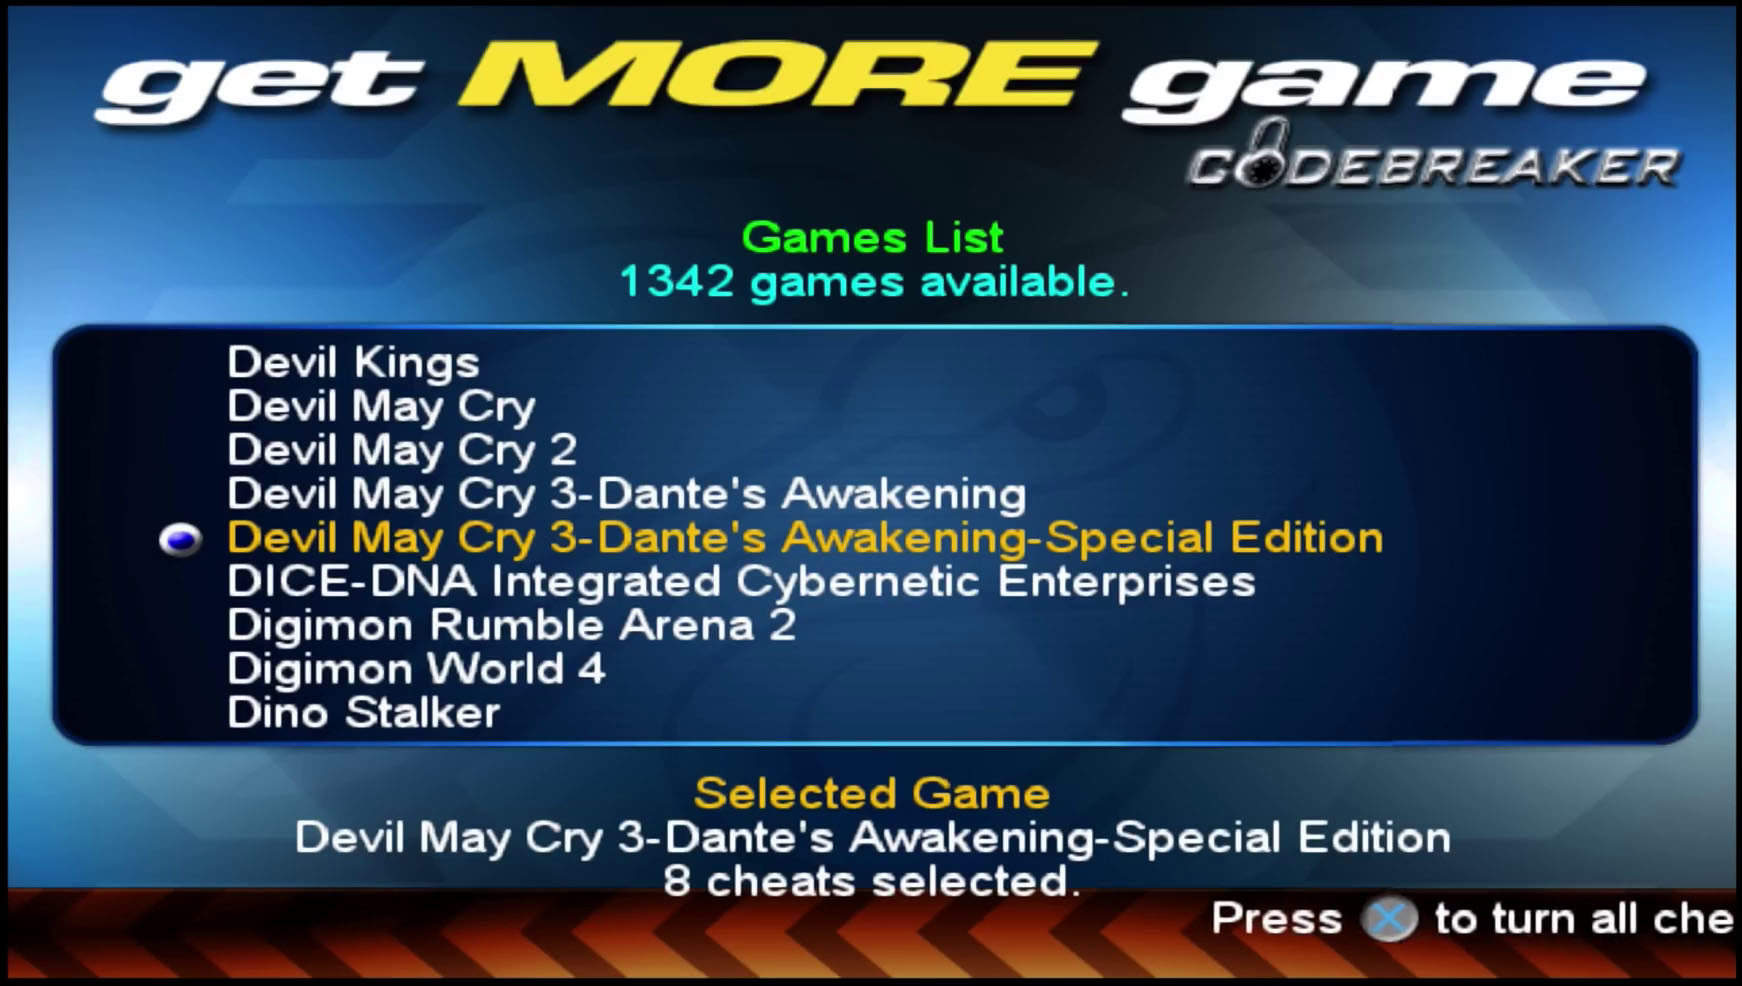 get MORE game
CODEBREAKER
Games List
1342 games available.
Devil Kings
Devil May Cry
Devil May Cry 2
Devil May Cry 3-Dante's Awakening
Devil May Cry 3-Dante's Awakening-Special Edition
DICE-DNA Integrated Cybernetic Enterprises
Digimon Rumble Arena 2
Digimon World 4
Dino Stalker
Selected Game
Devil May Cry 3-Dante's Awakening-Special Edition
8 cheats selected.
Press X to turn all che